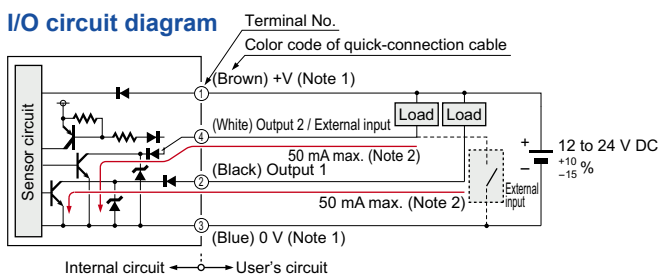 I/O circuit diagram
Terminal No.
Color code of quick-connection cable
(Brown) +V (Note 1)
1
Load
Load
(White) Output 2 / External input
4
Sensor circuit
+
12 to 24 V DC
+10
−15 %
−
50 mA max. (Note 2)
(Black) Output 1
2
External
input
50 mA max. (Note 2)
3
(Blue) 0 V (Note 1)
Internal circuit
User's circuit